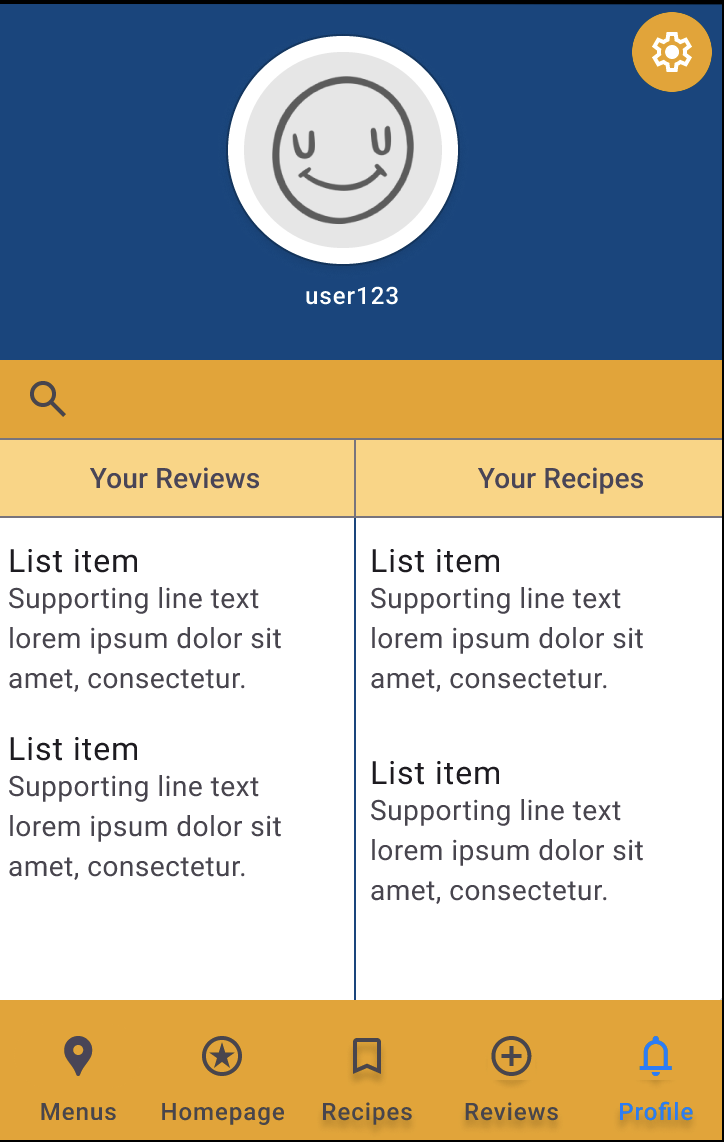 user123
Your Reviews
Your Recipes
List item
Supporting line text
lorem ipsum dolor sit
amet, consectetur.
List item
Supporting line text
lorem ipsum dolor sit
amet, consectetur.
List item
Supporting line text
lorem ipsum dolor sit
amet, consectetur.
List item
Supporting line text
lorem ipsum dolor sit
amet, consectetur.
Menus
Homepage
Recipes
Reviews
Profile